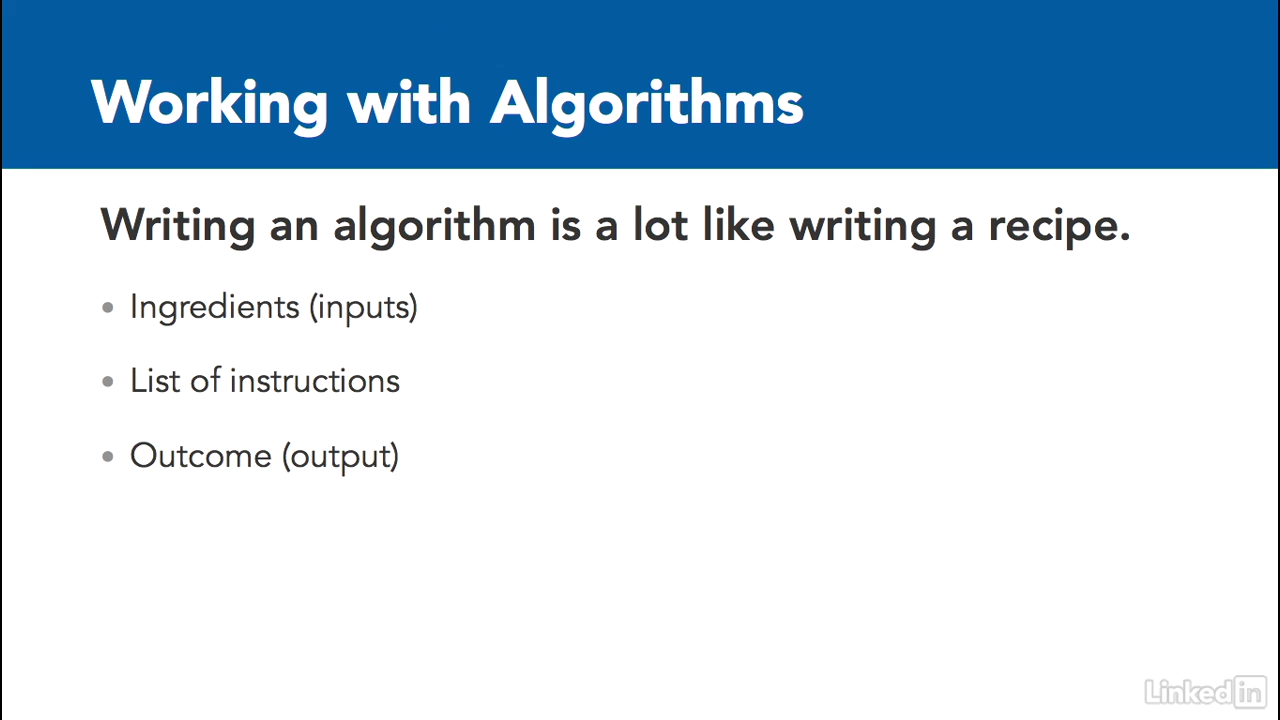 Working with Algorithms
Writing an algorithm is a lot like writing a recipe.
• Ingredients (inputs)
• List of instructions
• Outcome (output)
Linked in